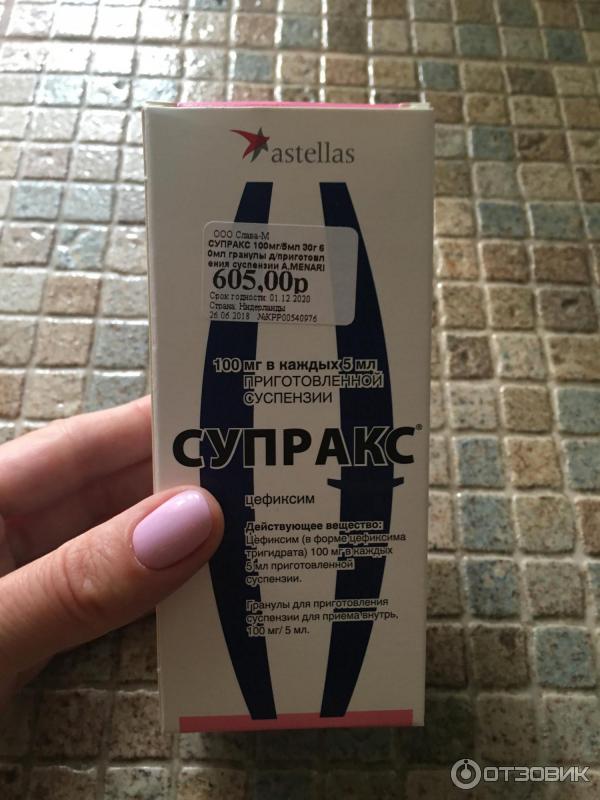 astellas
ООО Слава-М
СУПРАКС 100мг/5мл 30г 6
0мл гранулы д/приготовл
ения суспензии A.MENARI
605,00р
Срок годности: 01.12.2020
Страна: Нидерланды
26.06.2018 №КРР00540976
100 мг в каждых 5 мл
ПРИГОТОВЛЕННОЙ
СУСПЕНЗИИ
СУПРАКС®
цефиксим
Действующее вещество:
Цефиксим (в форме цефиксима
тригидрата) 100 мг в каждых
5 мл приготовленной
суспензии.
Гранулы для приготовления
суспензии для приема внутрь,
100 мг/ 5 мл.
ОТЗОВИК